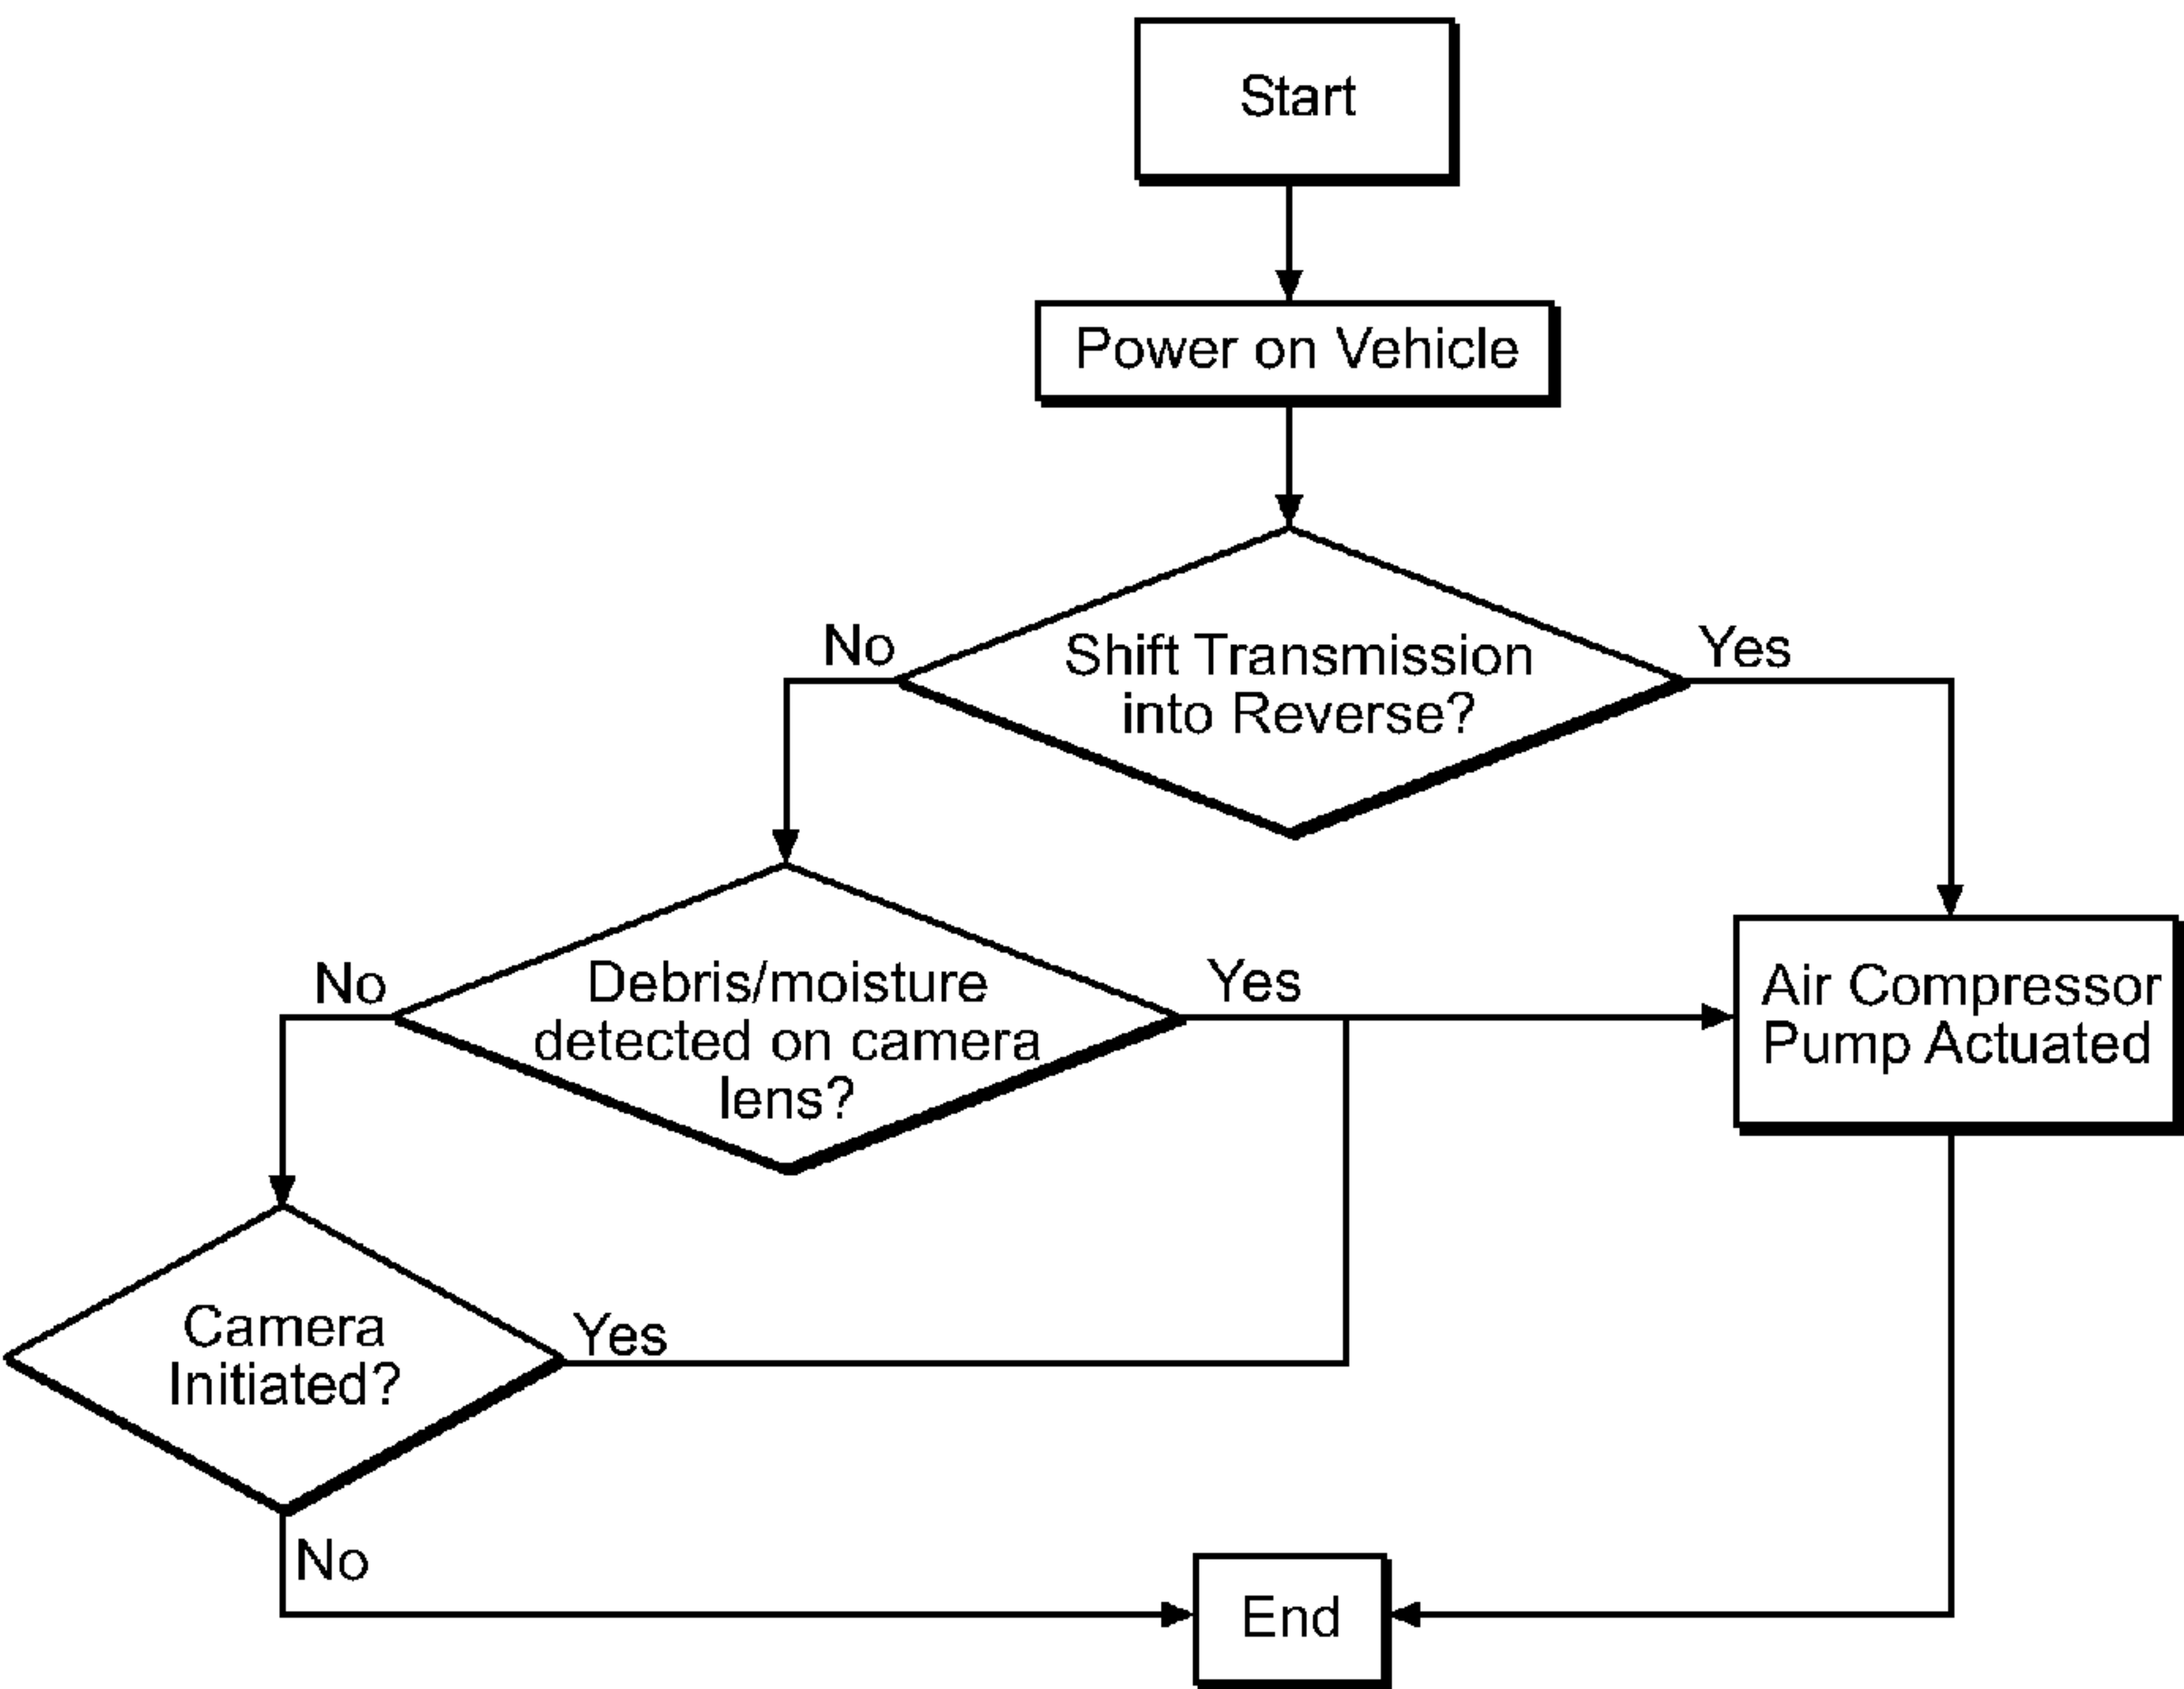 Start
Power on Vehicle
No
Shift Transmission
into Reverse?
Yes
No
Debris/moisture
detected on camera
lens?
Yes
Air Compressor
Pump Actuated
Camera
Initiated?
Yes
No
End